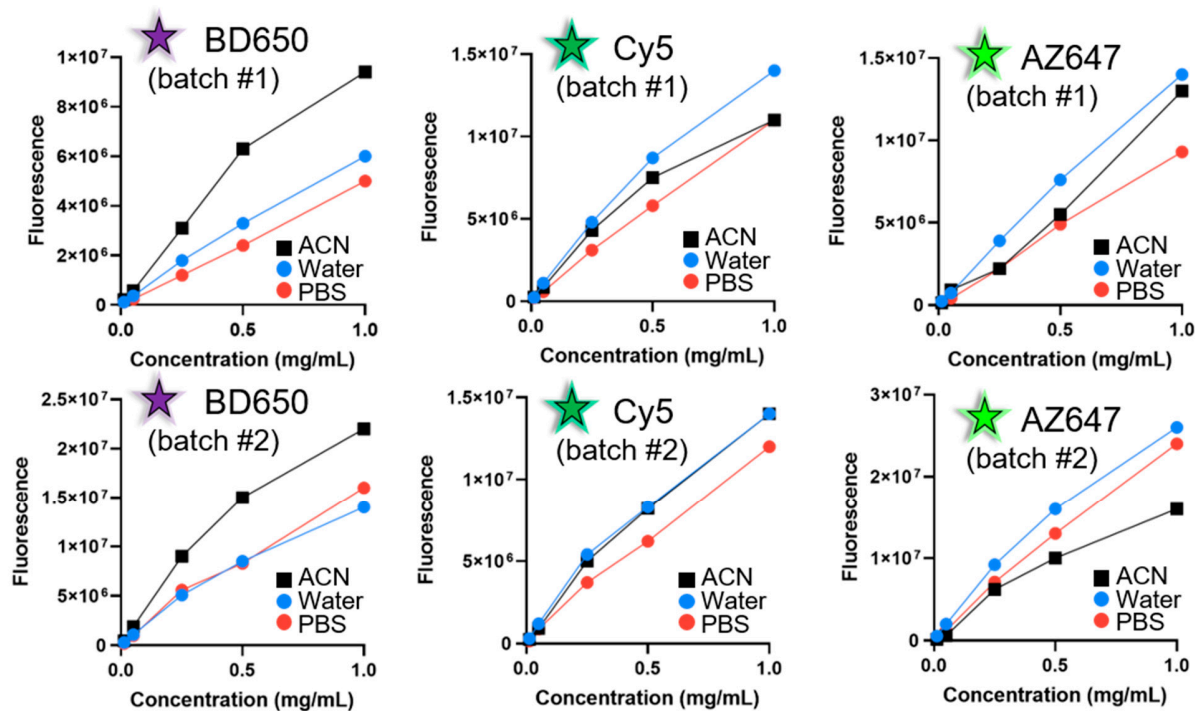 BD650
(batch #1)
1×10⁷
8×10⁶
6×10⁶
4×10⁶
2×10⁶
0
Fluorescence
ACN
Water
PBS
0.0 0.5 1.0
Concentration (mg/mL)
Cy5
(batch #1)
1.5×10⁷
1×10⁷
5×10⁶
0
Fluorescence
ACN
Water
PBS
0.0 0.5 1.0
Concentration (mg/mL)
AZ647
(batch #1)
1.5×10⁷
1×10⁷
5×10⁶
0
Fluorescence
ACN
Water
PBS
0.0 0.5 1.0
Concentration (mg/mL)
BD650
(batch #2)
2.5×10⁷
2×10⁷
1.5×10⁷
1×10⁷
5×10⁶
0
Fluorescence
ACN
Water
PBS
0.0 0.5 1.0
Concentration (mg/mL)
Cy5
(batch #2)
1.5×10⁷
1×10⁷
5×10⁶
0
Fluorescence
ACN
Water
PBS
0.0 0.5 1.0
Concentration (mg/mL)
AZ647
(batch #2)
3×10⁷
2×10⁷
1×10⁷
0
Fluorescence
ACN
Water
PBS
0.0 0.5 1.0
Concentration (mg/mL)